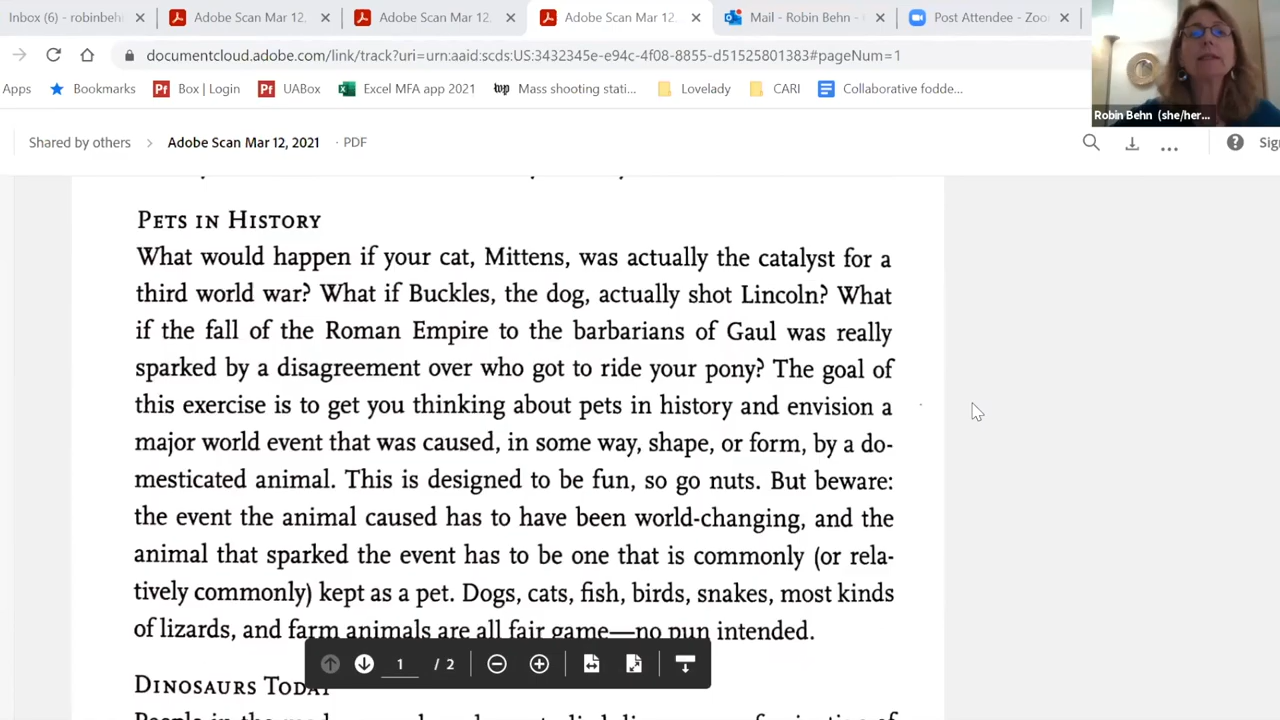 Inbox (6) - robinbehn
Adobe Scan Mar 12,
Adobe Scan Mar 12,
Adobe Scan Mar 12,
Mail - Robin Behn -
Post Attendee - Zoo
documentcloud.adobe.com/link/track?uri=urn:aaid:scds:US:3432345e-e94c-4f08-8855-d51525801383#pageNum=1
Apps
Bookmarks
Box | Login
UABox
Excel MFA app 2021
wp Mass shooting stati...
Lovelady
CARI
Collaborative fodde...
Robin Behn (she/her...
Shared by others
Adobe Scan Mar 12, 2021
· PDF
Sig
PETS IN HISTORY
What would happen if your cat, Mittens, was actually the catalyst for a
third world war? What if Buckles, the dog, actually shot Lincoln? What
if the fall of the Roman Empire to the barbarians of Gaul was really
sparked by a disagreement over who got to ride your pony? The goal of
this exercise is to get you thinking about pets in history and envision a
major world event that was caused, in some way, shape, or form, by a do-
mesticated animal. This is designed to be fun, so go nuts. But beware:
the event the animal caused has to have been world-changing, and the
animal that sparked the event has to be one that is commonly (or rela-
tively commonly) kept as a pet. Dogs, cats, fish, birds, snakes, most kinds
of lizards, and farm animals are all fair game—no pun intended.
1 / 2
DINOSAURS TODAY